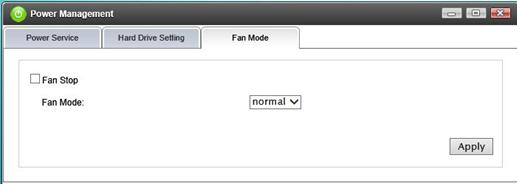 Power Management
Power Service Hard Drive Setting Fan Mode
Fan Stop
Fan Mode: normal
Apply